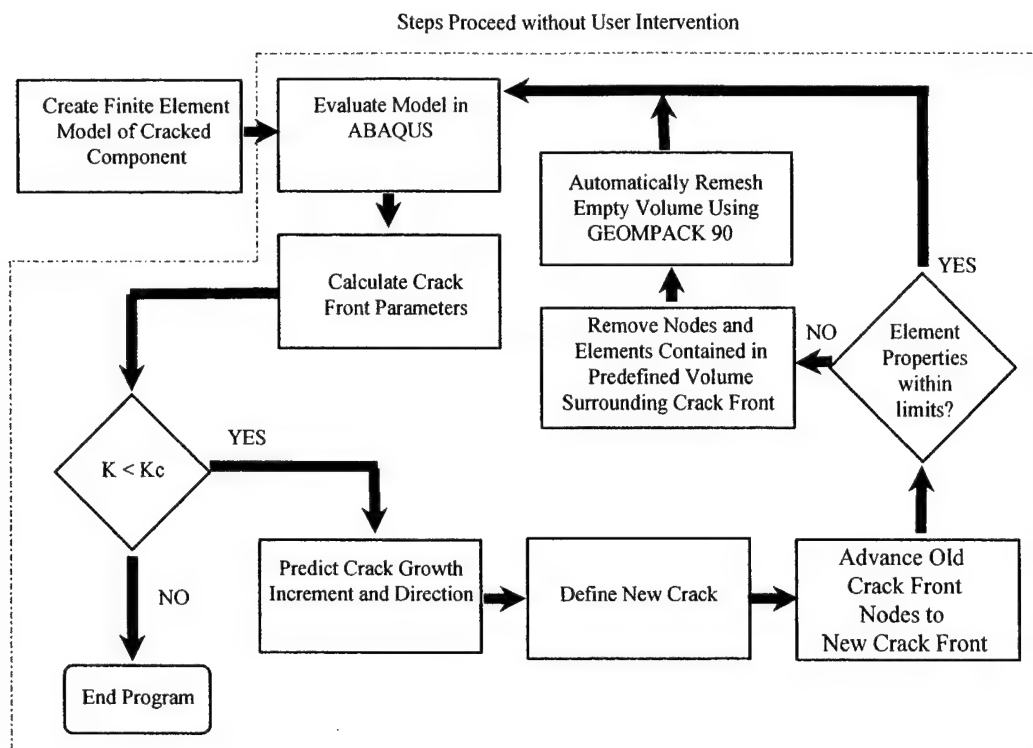 Steps Proceed without User Intervention
Create Finite Element
Model of Cracked
Component
Evaluate Model in
ABAQUS
Automatically Remesh
Empty Volume Using
GEOMPACK 90
YES
Calculate Crack
Front Parameters
Remove Nodes and
Elements Contained in
Predefined Volume
Surrounding Crack Front
NO
Element
Properties
within
limits?
YES
K < Kc
NO
Predict Crack Growth
Increment and Direction
Define New Crack
Advance Old
Crack Front
Nodes to
New Crack Front
End Program